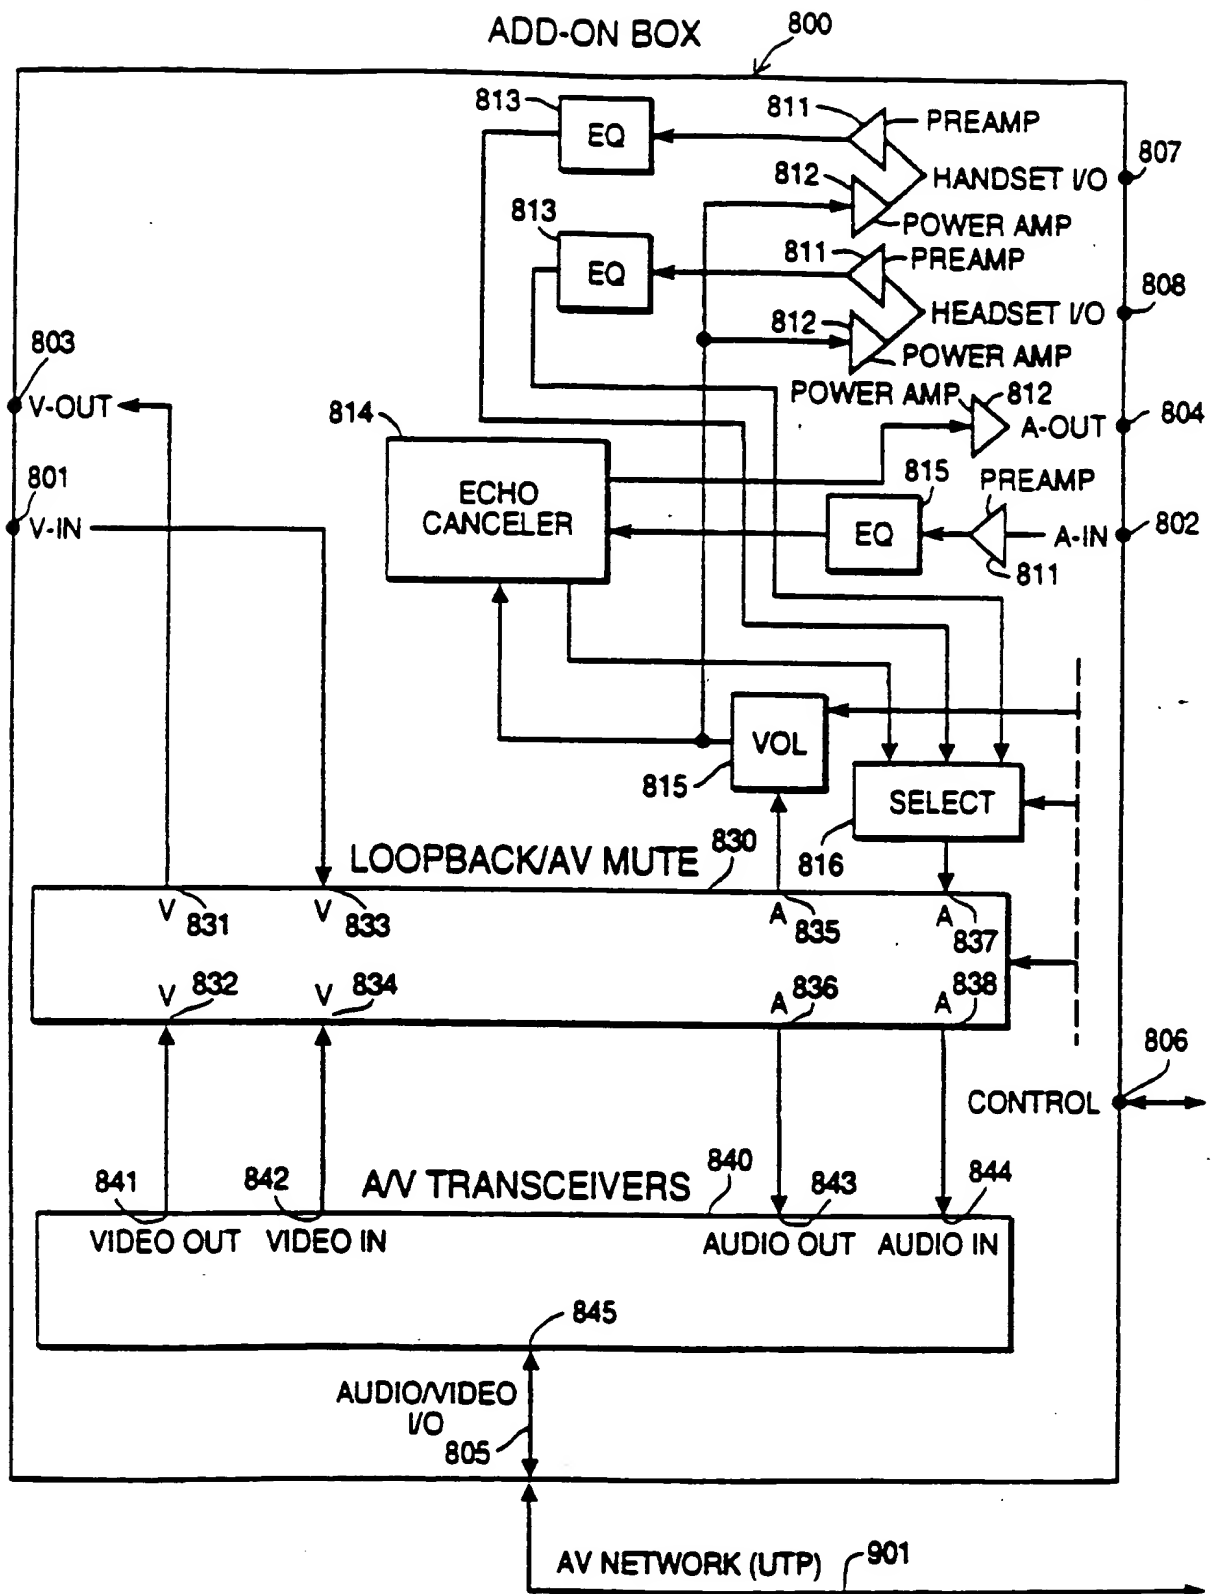 ADD-ON BOX
800
813
EQ
811
PREAMP
807
HANDSET I/O
812
POWER AMP
813
EQ
811
PREAMP
808
HEADSET I/O
812
POWER AMP
803
V-OUT
814
POWER AMP
812
A-OUT
804
801
V-IN
ECHO
CANCELER
815
EQ
PREAMP
811
A-IN
802
VOL
815
SELECT
816
LOOPBACK/AV MUTE
830
V
831
V
833
A
835
A
837
V
832
V
834
A
836
A
838
806
CONTROL
841
842
A/V TRANSCEIVERS
840
843
844
VIDEO OUT
VIDEO IN
AUDIO OUT
AUDIO IN
845
AUDIO/VIDEO
I/O
805
AV NETWORK (UTP)
901